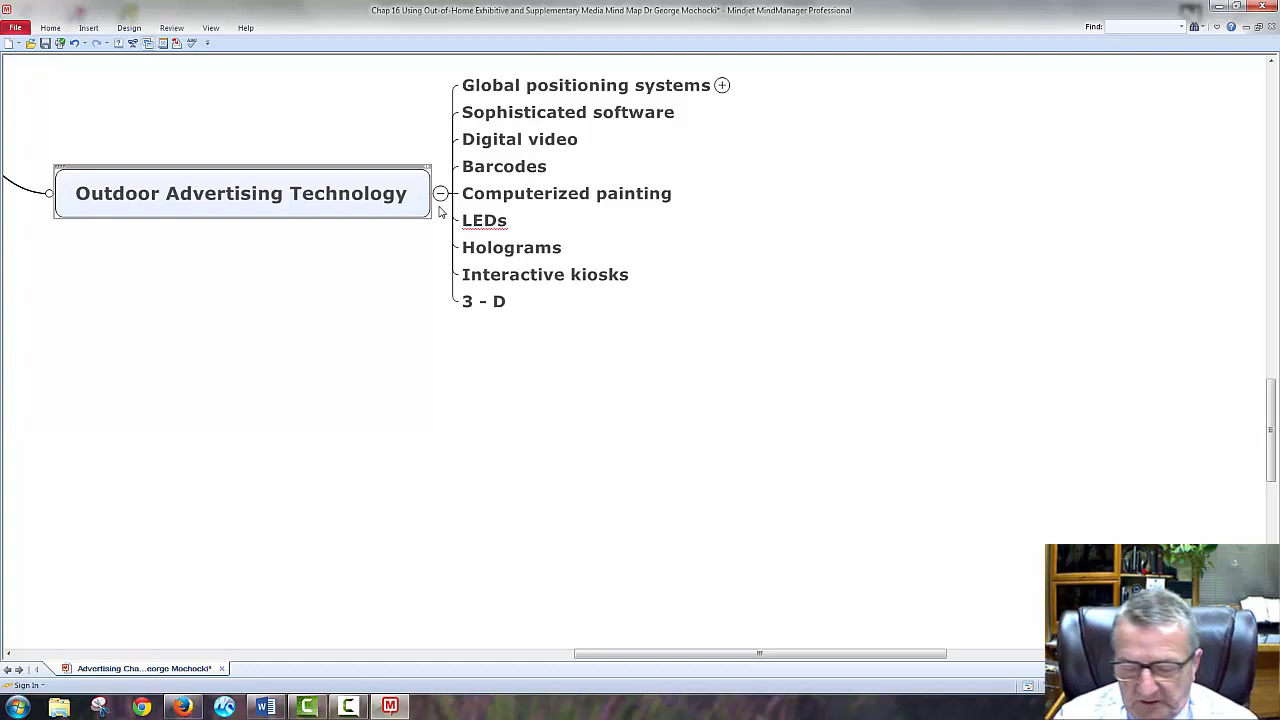 Chap 16 Using Out-of-Home Exhibitive and Supplementary Media Mind Map Dr George Mochocki* - Mindjet MindManager Professional
File Home Insert Design Review View Help
Find:
Global positioning systems
Sophisticated software
Digital video
Barcodes
Outdoor Advertising Technology
Computerized painting
LEDs
Holograms
Interactive kiosks
3 - D
Advertising Cha...eorge Mochocki*
Sign In